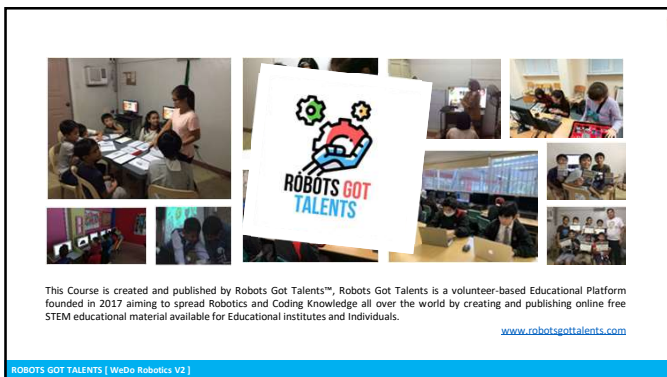 ROBOTS GOT
TALENTS
This Course is created and published by Robots Got Talents™, Robots Got Talents is a volunteer-based Educational Platform
founded in 2017 aiming to spread Robotics and Coding Knowledge all over the world by creating and publishing online free
STEM educational material available for Educational institutes and Individuals.
www.robotsgottalents.com
ROBOTS GOT TALENTS [ WeDo Robotics V2 ]